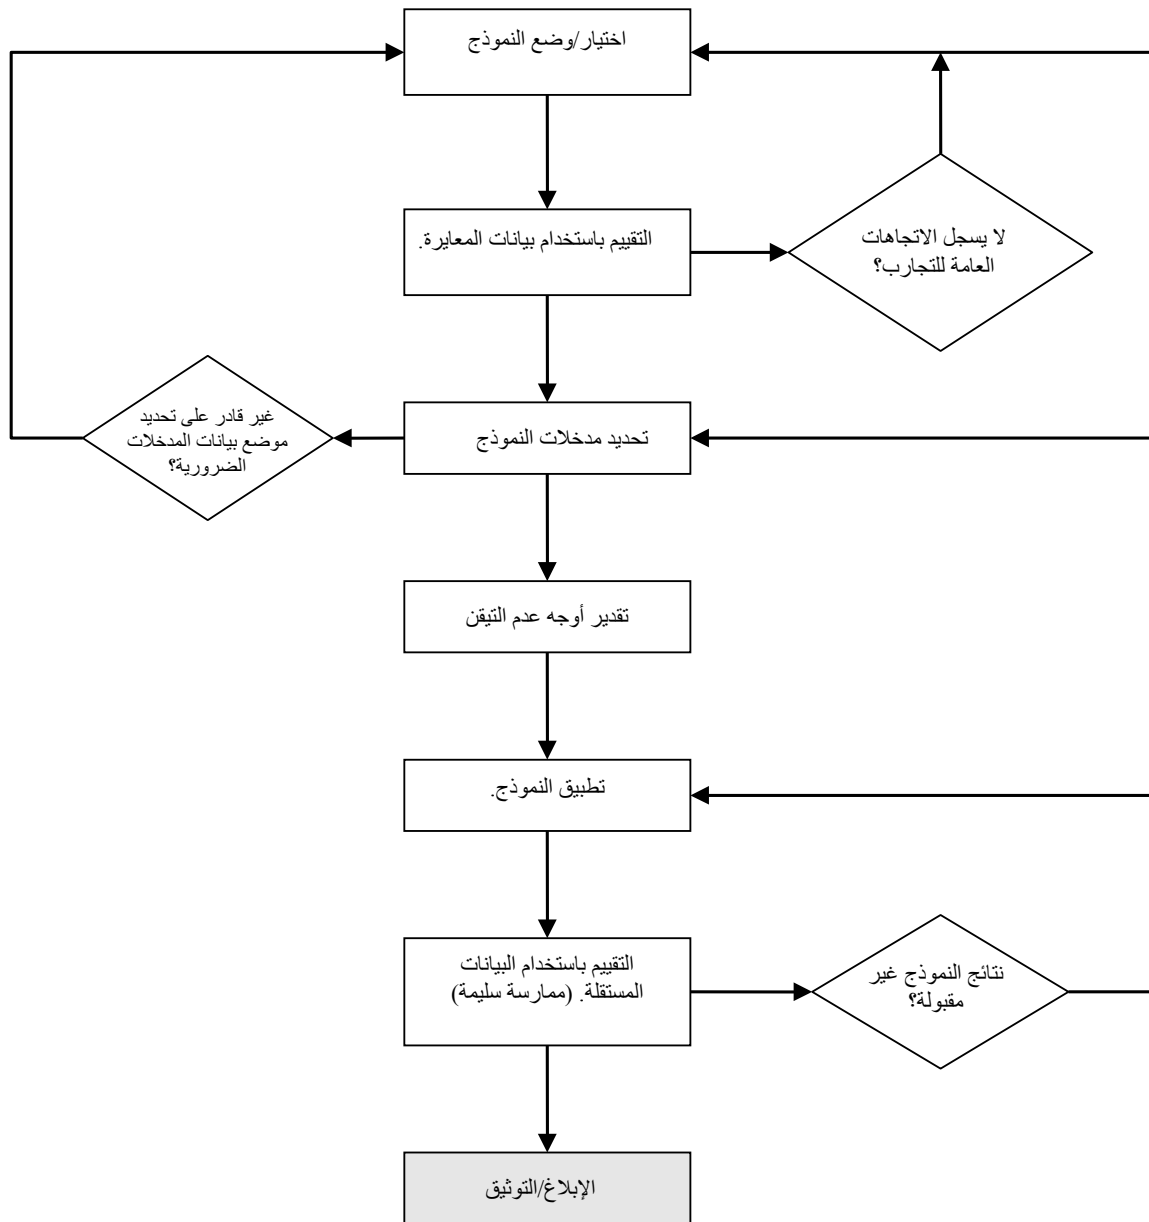 اختيار/وضع النموذج
التقييم باستخدام بيانات المعايرة.
لا يسجل الاتجاهات
العامة للتجارب؟
غير قادر على تحديد
موضع بيانات المدخلات
الضرورية؟
تحديد مدخلات النموذج
تقدير أوجه عدم التيقن
تطبيق النموذج.
التقييم باستخدام البيانات
المستقلة. (ممارسة سليمة)
نتائج النموذج غير
مقبولة؟
الإبلاغ/التوثيق